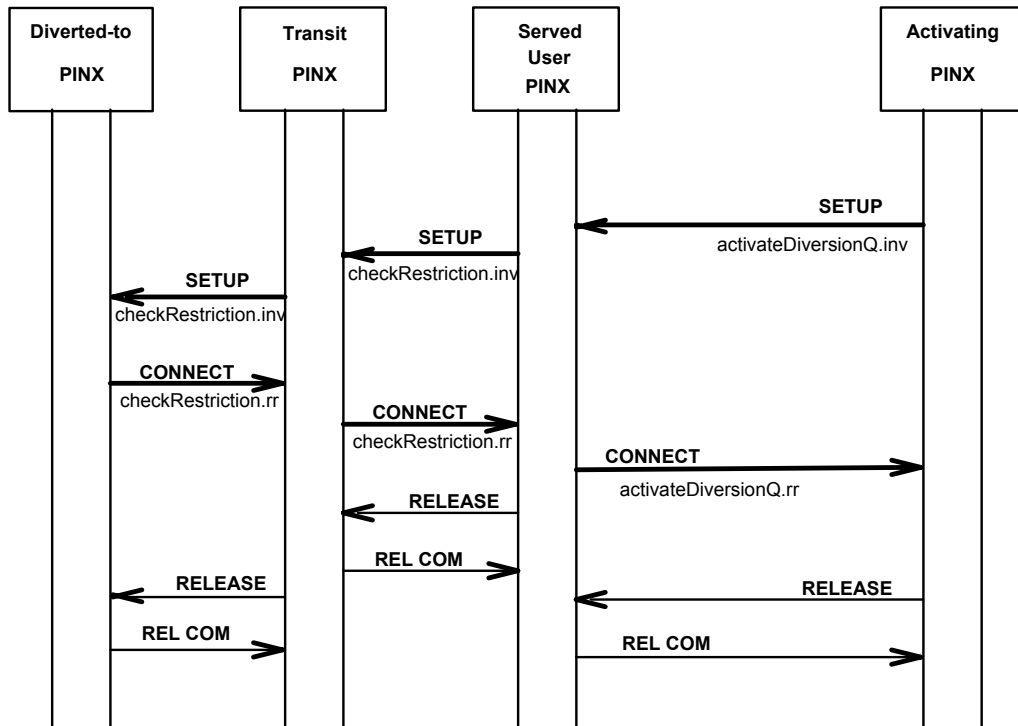 Diverted-to
PINX
Transit
PINX
Served
User
PINX
Activating
PINX
SETUP
activateDiversionQ.inv
SETUP
checkRestriction.inv
SETUP
checkRestriction.inv
CONNECT
checkRestriction.rr
CONNECT
checkRestriction.rr
CONNECT
activateDiversionQ.rr
RELEASE
REL COM
RELEASE
RELEASE
REL COM
REL COM